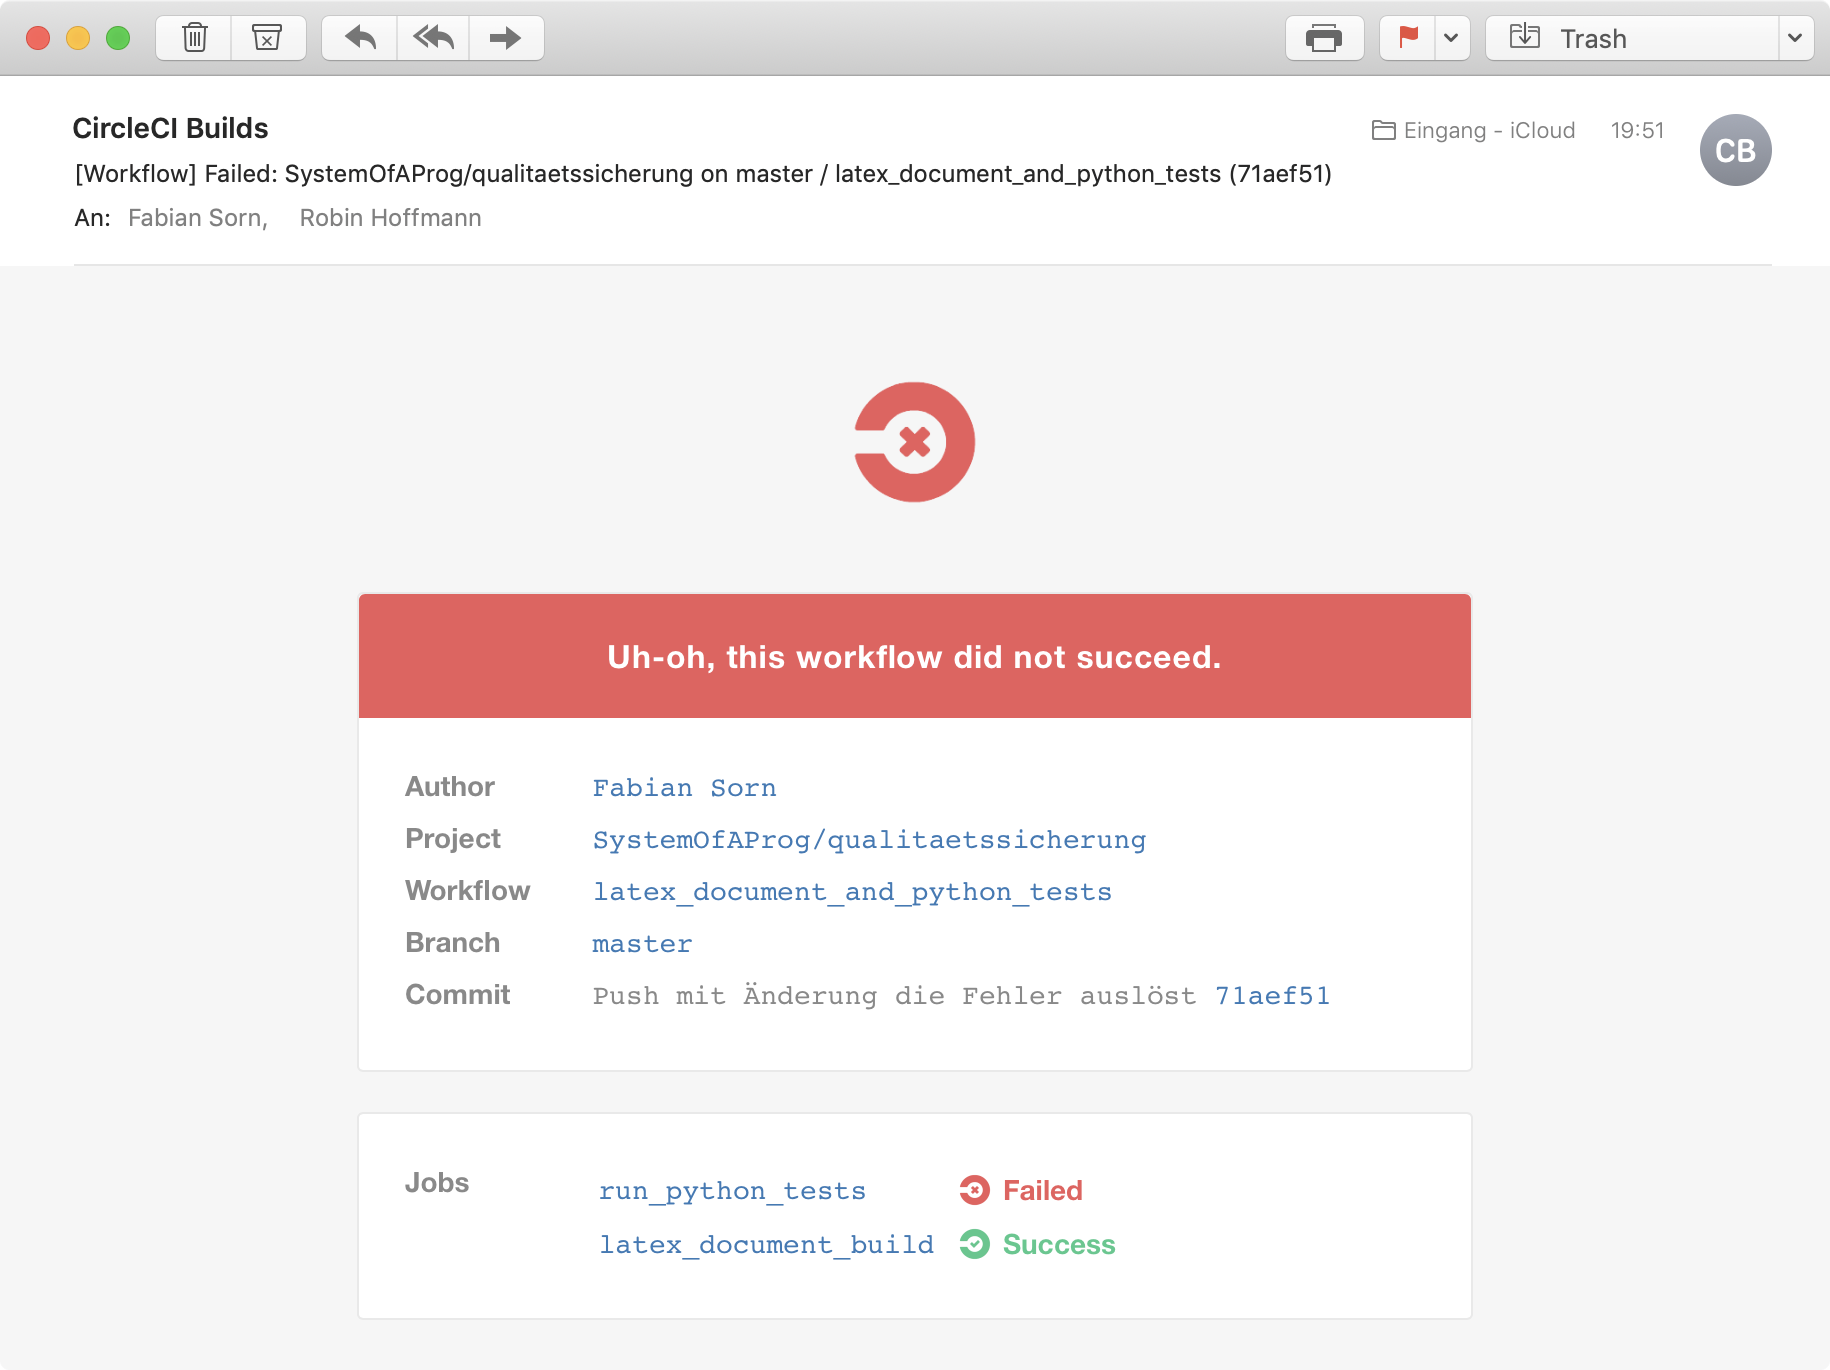 Trash
CircleCI Builds
Eingang - iCloud 19:51
CB
[Workflow] Failed: SystemOfAProg/qualitaetssicherung on master / latex_document_and_python_tests (71aef51)
An: Fabian Sorn, Robin Hoffmann
Uh-oh, this workflow did not succeed.
Author Fabian Sorn
Project SystemOfAProg/qualitaetssicherung
Workflow latex_document_and_python_tests
Branch master
Commit Push mit Änderung die Fehler auslöst 71aef51
Jobs run_python_tests Failed
latex_document_build Success